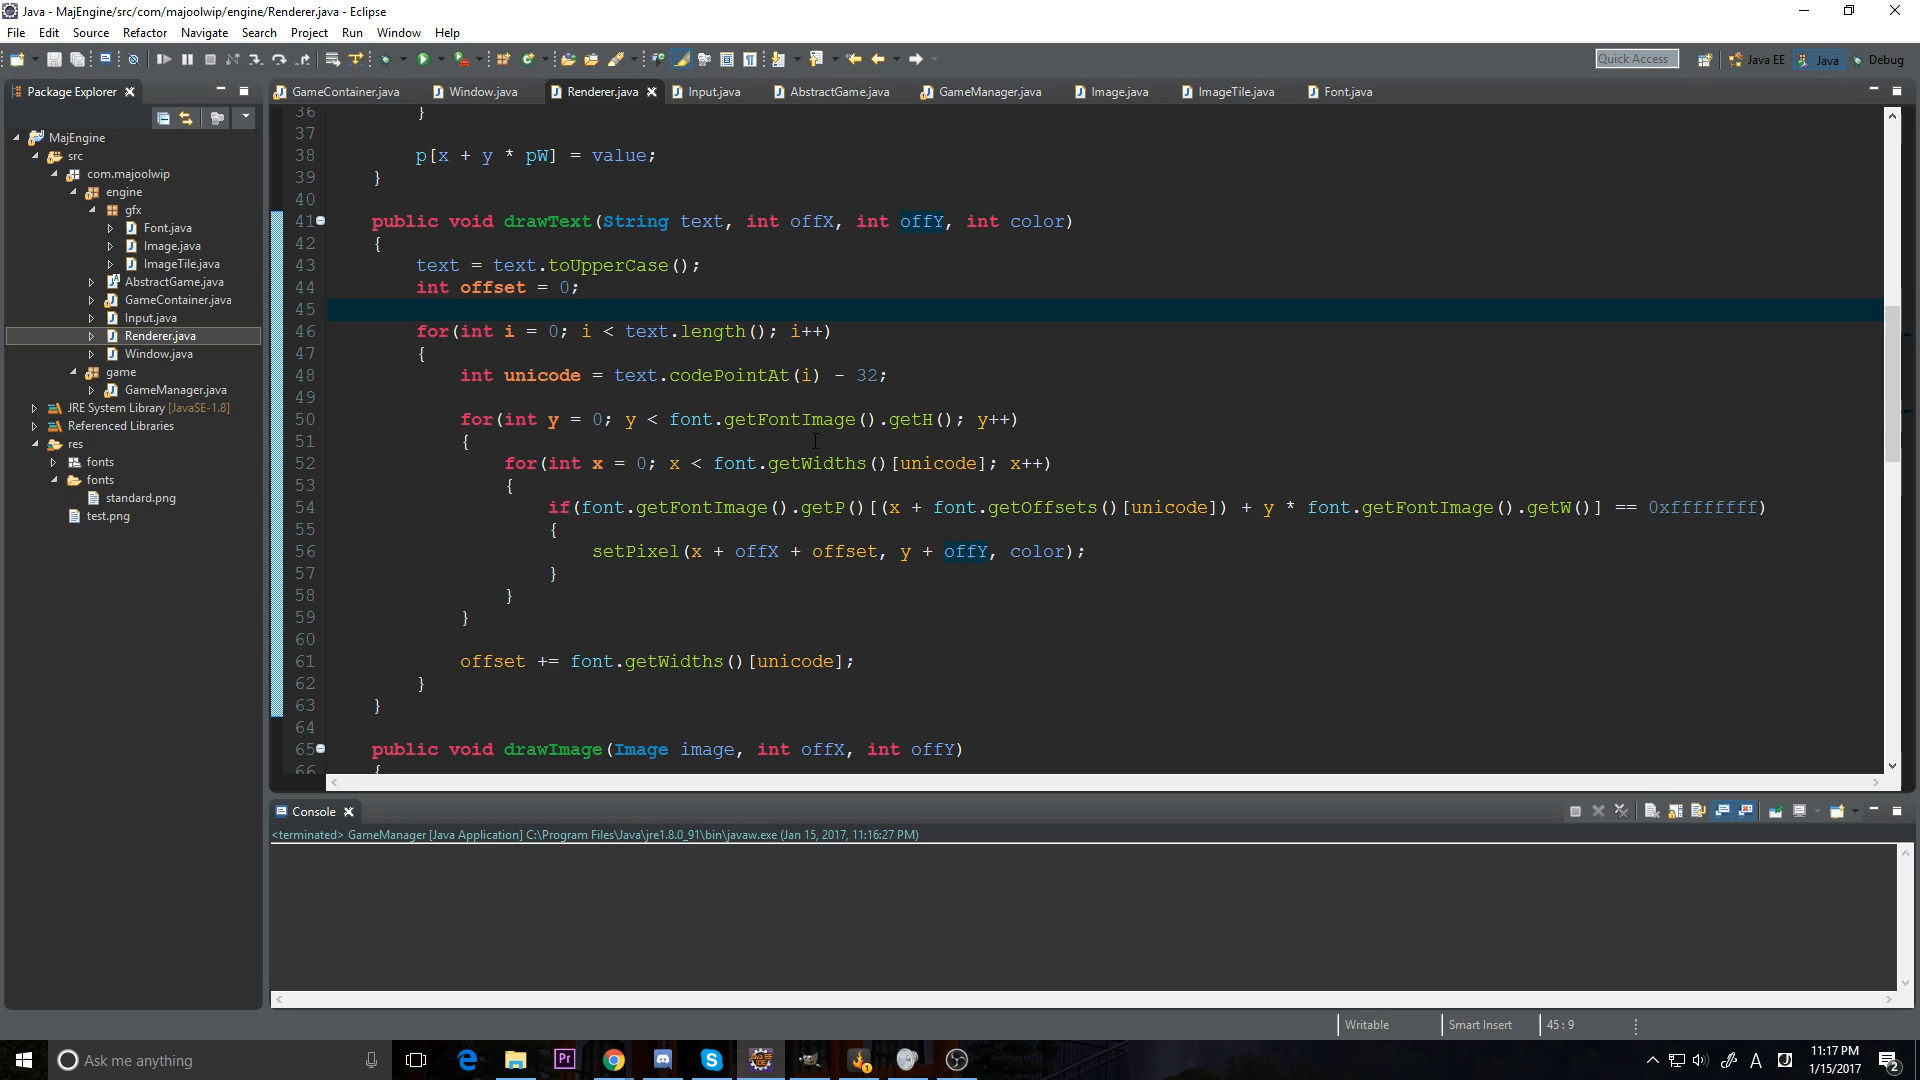 Java - MajEngine/src/com/majoolwip/engine/Renderer.java - Eclipse
File Edit Source Refactor Navigate Search Project Run Window Help
Quick Access Java EE Java Debug
Package Explorer
GameContainer.java Window.java Renderer.java Input.java AbstractGame.java GameManager.java Image.java ImageTile.java Font.java
MajEngine
src
com.majoolwip
engine
gfx
Font.java
Image.java
ImageTile.java
AbstractGame.java
GameContainer.java
Input.java
Renderer.java
Window.java
game
GameManager.java
JRE System Library [JavaSE-1.8]
Referenced Libraries
res
fonts
fonts
standard.png
test.png
36 }
37
38 p[x + y * pW] = value;
39 }
40
41 public void drawText(String text, int offX, int offY, int color)
42 {
43 text = text.toUpperCase();
44 int offset = 0;
45
46 for(int i = 0; i < text.length(); i++)
47 {
48 int unicode = text.codePointAt(i) - 32;
49
50 for(int y = 0; y < font.getFontImage().getH(); y++)
51 {
52 for(int x = 0; x < font.getWidths()[unicode]; x++)
53 {
54 if(font.getFontImage().getP()[(x + font.getOffsets()[unicode]) + y * font.getFontImage().getW()] == 0xffffffff)
55 {
56 setPixel(x + offX + offset, y + offY, color);
57 }
58 }
59 }
60
61 offset += font.getWidths()[unicode];
62 }
63 }
64
65 public void drawImage(Image image, int offX, int offY)
66 {
Console
<terminated> GameManager [Java Application] C:\Program Files\Java\jre1.8.0_91\bin\javaw.exe (Jan 15, 2017, 11:16:27 PM)
Writable Smart Insert 45 : 9
Ask me anything
11:17 PM
1/15/2017
2